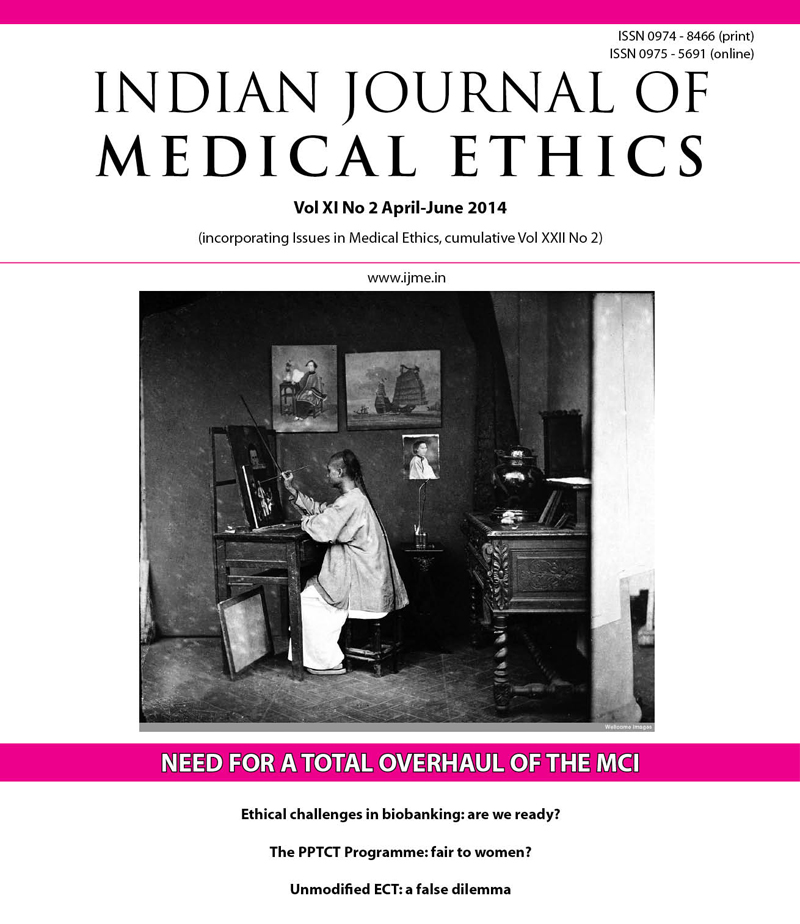 ISSN 0974 - 8466 (print)
ISSN 0975 - 5691 (online)
INDIAN JOURNAL OF
MEDICAL ETHICS
Vol XI No 2 April-June 2014
(incorporating Issues in Medical Ethics, cumulative Vol XXII No 2)
www.ijme.in
Wellcome Images
NEED FOR A TOTAL OVERHAUL OF THE MCI
Ethical challenges in biobanking: are we ready?
The PPTCT Programme: fair to women?
Unmodified ECT: a false dilemma